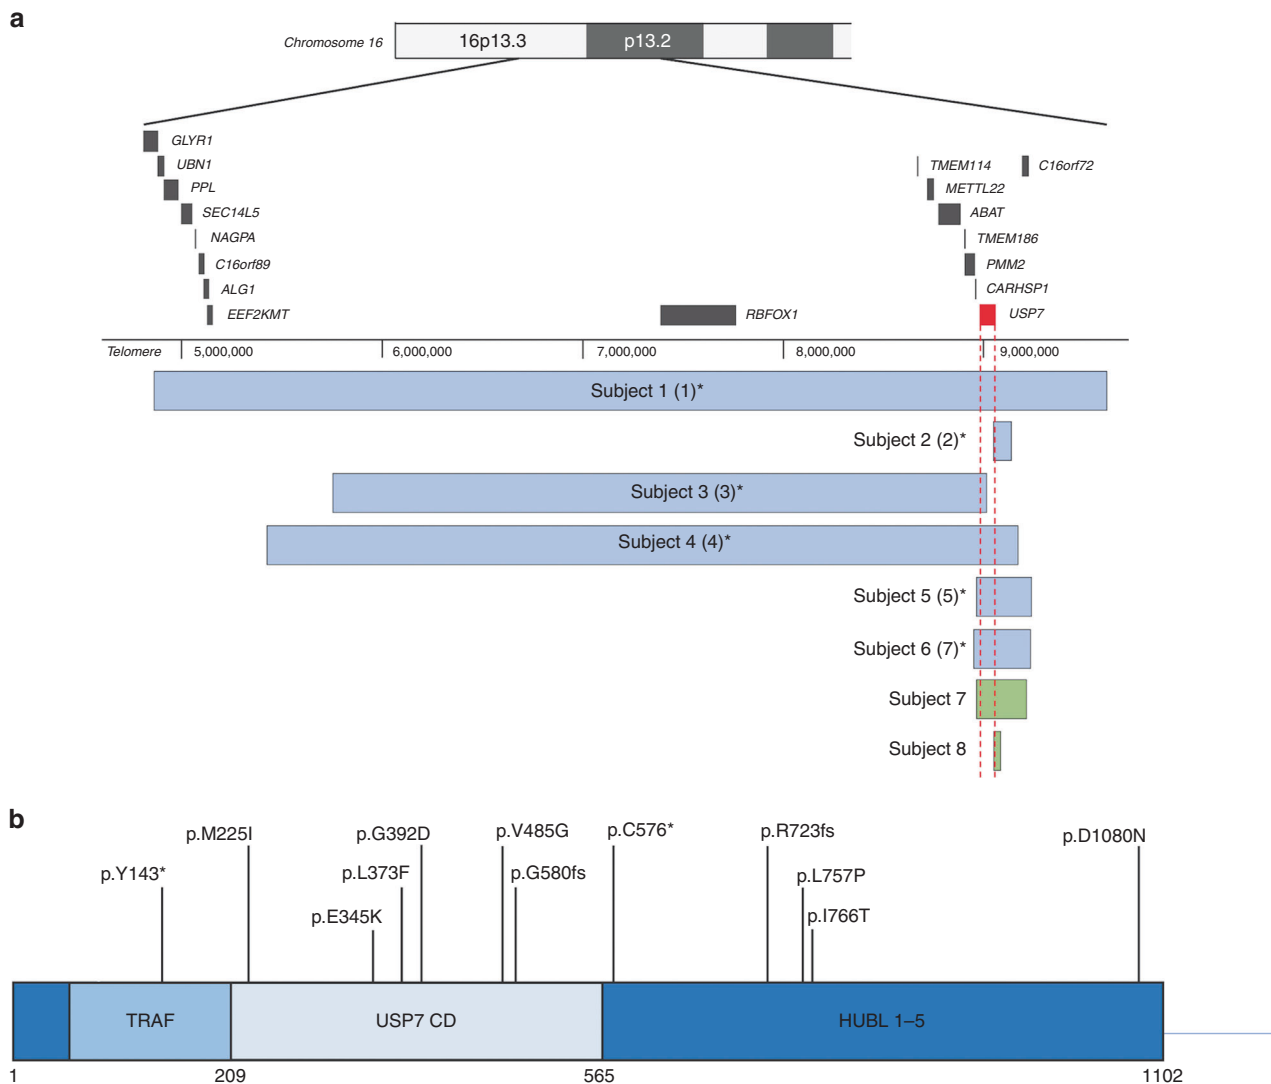 a
Chromosome 16
16p13.3
p13.2
GLYR1
UBN1
PPL
SEC14L5
NAGPA
C16orf89
ALG1
EEF2KMT
RBFOX1
TMEM114
C16orf72
METTL22
ABAT
TMEM186
PMM2
CARHSP1
USP7
Telomere
5,000,000
6,000,000
7,000,000
8,000,000
9,000,000
Subject 1 (1)*
Subject 2 (2)*
Subject 3 (3)*
Subject 4 (4)*
Subject 5 (5)*
Subject 6 (7)*
Subject 7
Subject 8
b
p.Y143*
p.M225I
p.E345K
p.L373F
p.G392D
p.V485G
p.G580fs
p.C576*
p.R723fs
p.L757P
p.I766T
p.D1080N
TRAF
USP7 CD
HUBL 1–5
1
209
565
1102